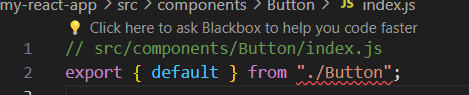 my-react-app > src > components > Button > JS index.js
Click here to ask Blackbox to help you code faster
1 // src/components/Button/index.js
2 export { default } from "./Button";
3